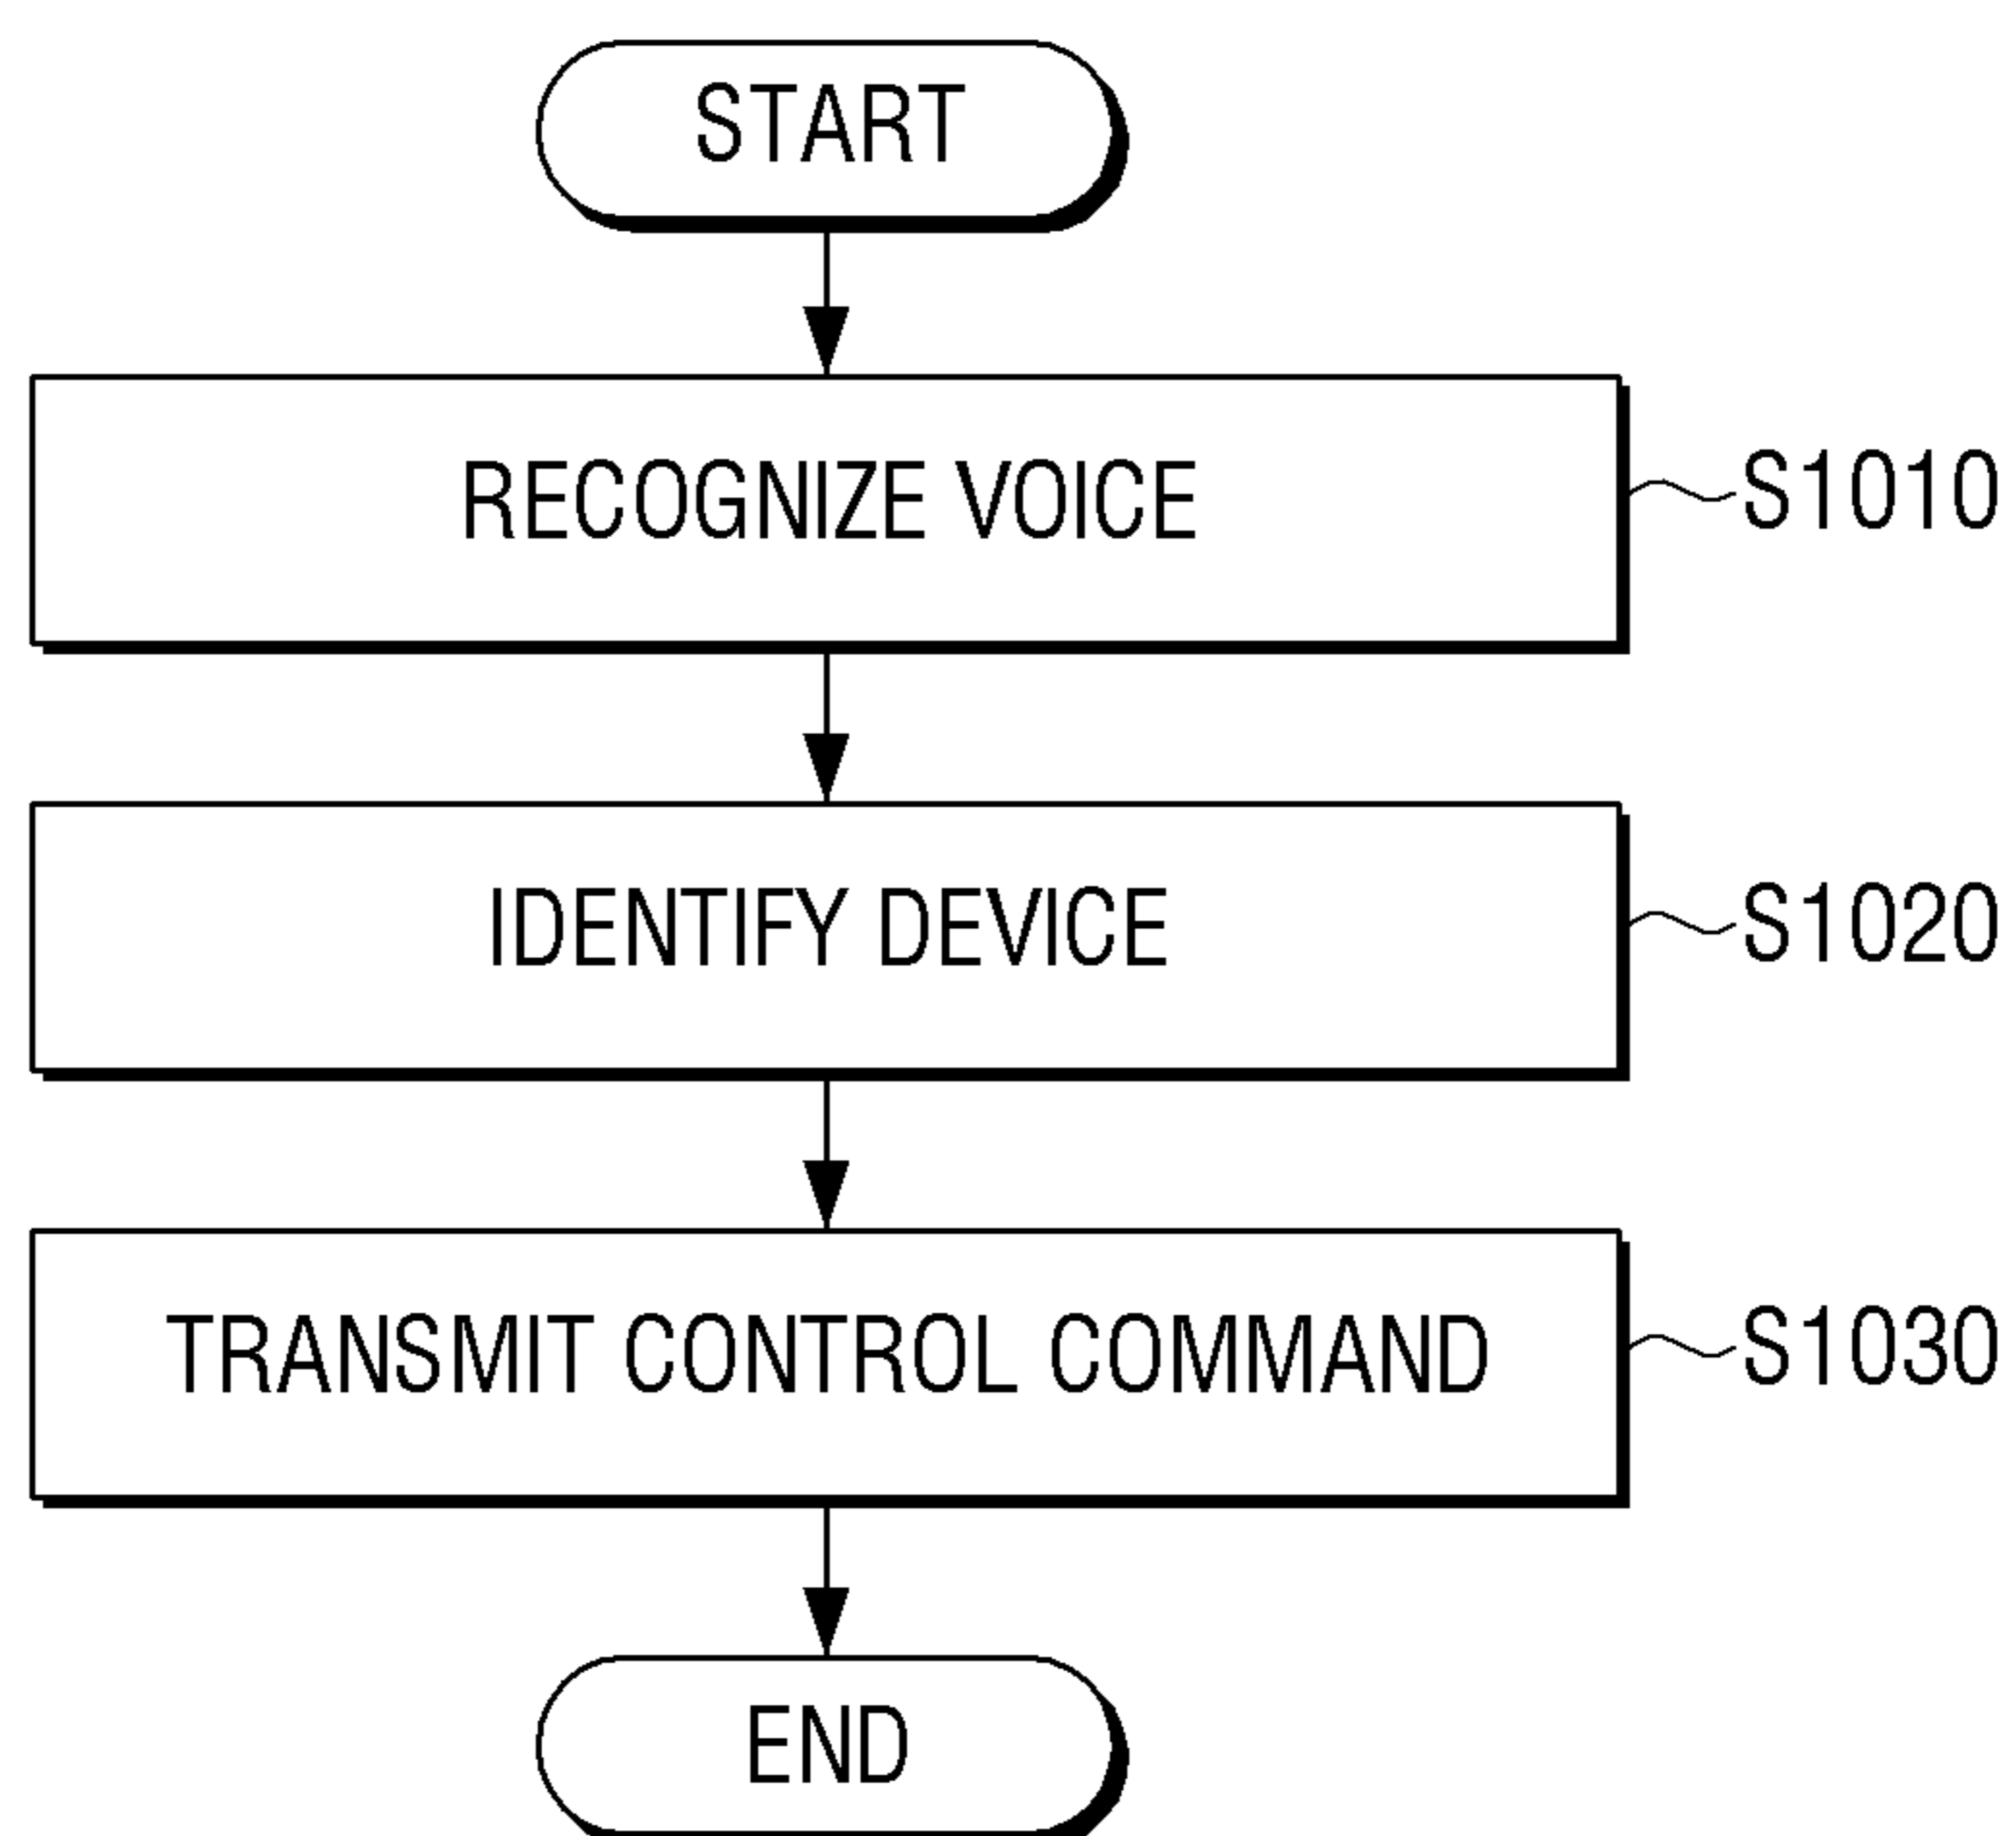 START
RECOGNIZE VOICE
S1010
IDENTIFY DEVICE
S1020
TRANSMIT CONTROL COMMAND
S1030
END